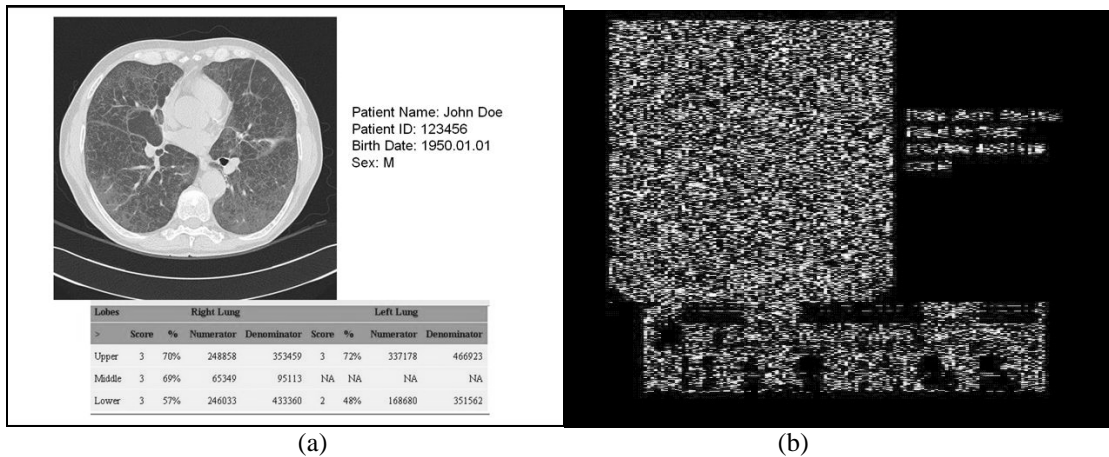 Patient Name: John Doe
Patient ID: 123456
Birth Date: 1950.01.01
Sex: M
Lobes Right Lung Left Lung
> Score % Numerator Denominator Score % Numerator Denominator
Upper 3 70% 248858 353459 3 72% 337178 466923
Middle 3 69% 65349 95113 NA NA NA NA
Lower 3 57% 246033 433360 2 48% 168680 351562
(a) (b)